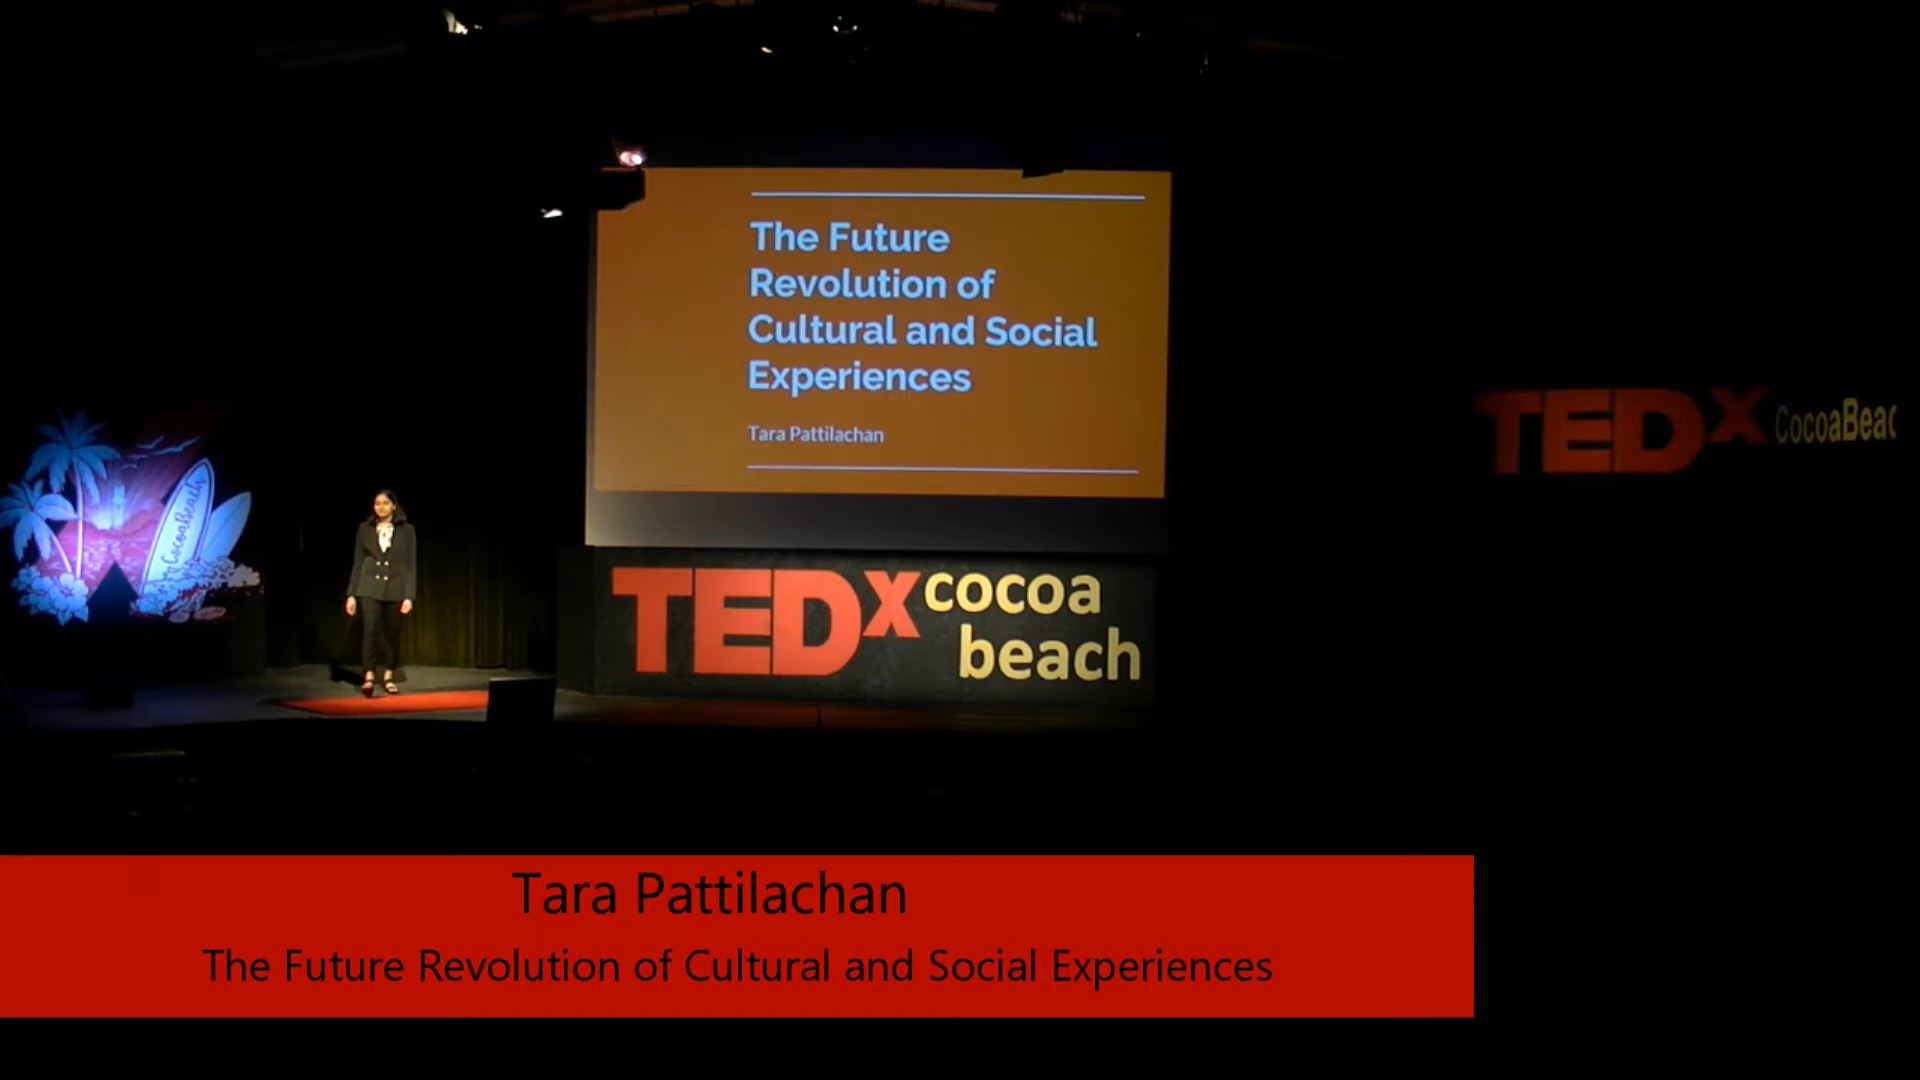 The Future
Revolution of
Cultural and Social
Experiences
Tara Pattilachan
TEDx CocoaBeac
CocoaBeach
TEDx cocoa
beach
Tara Pattilachan
The Future Revolution of Cultural and Social Experiences